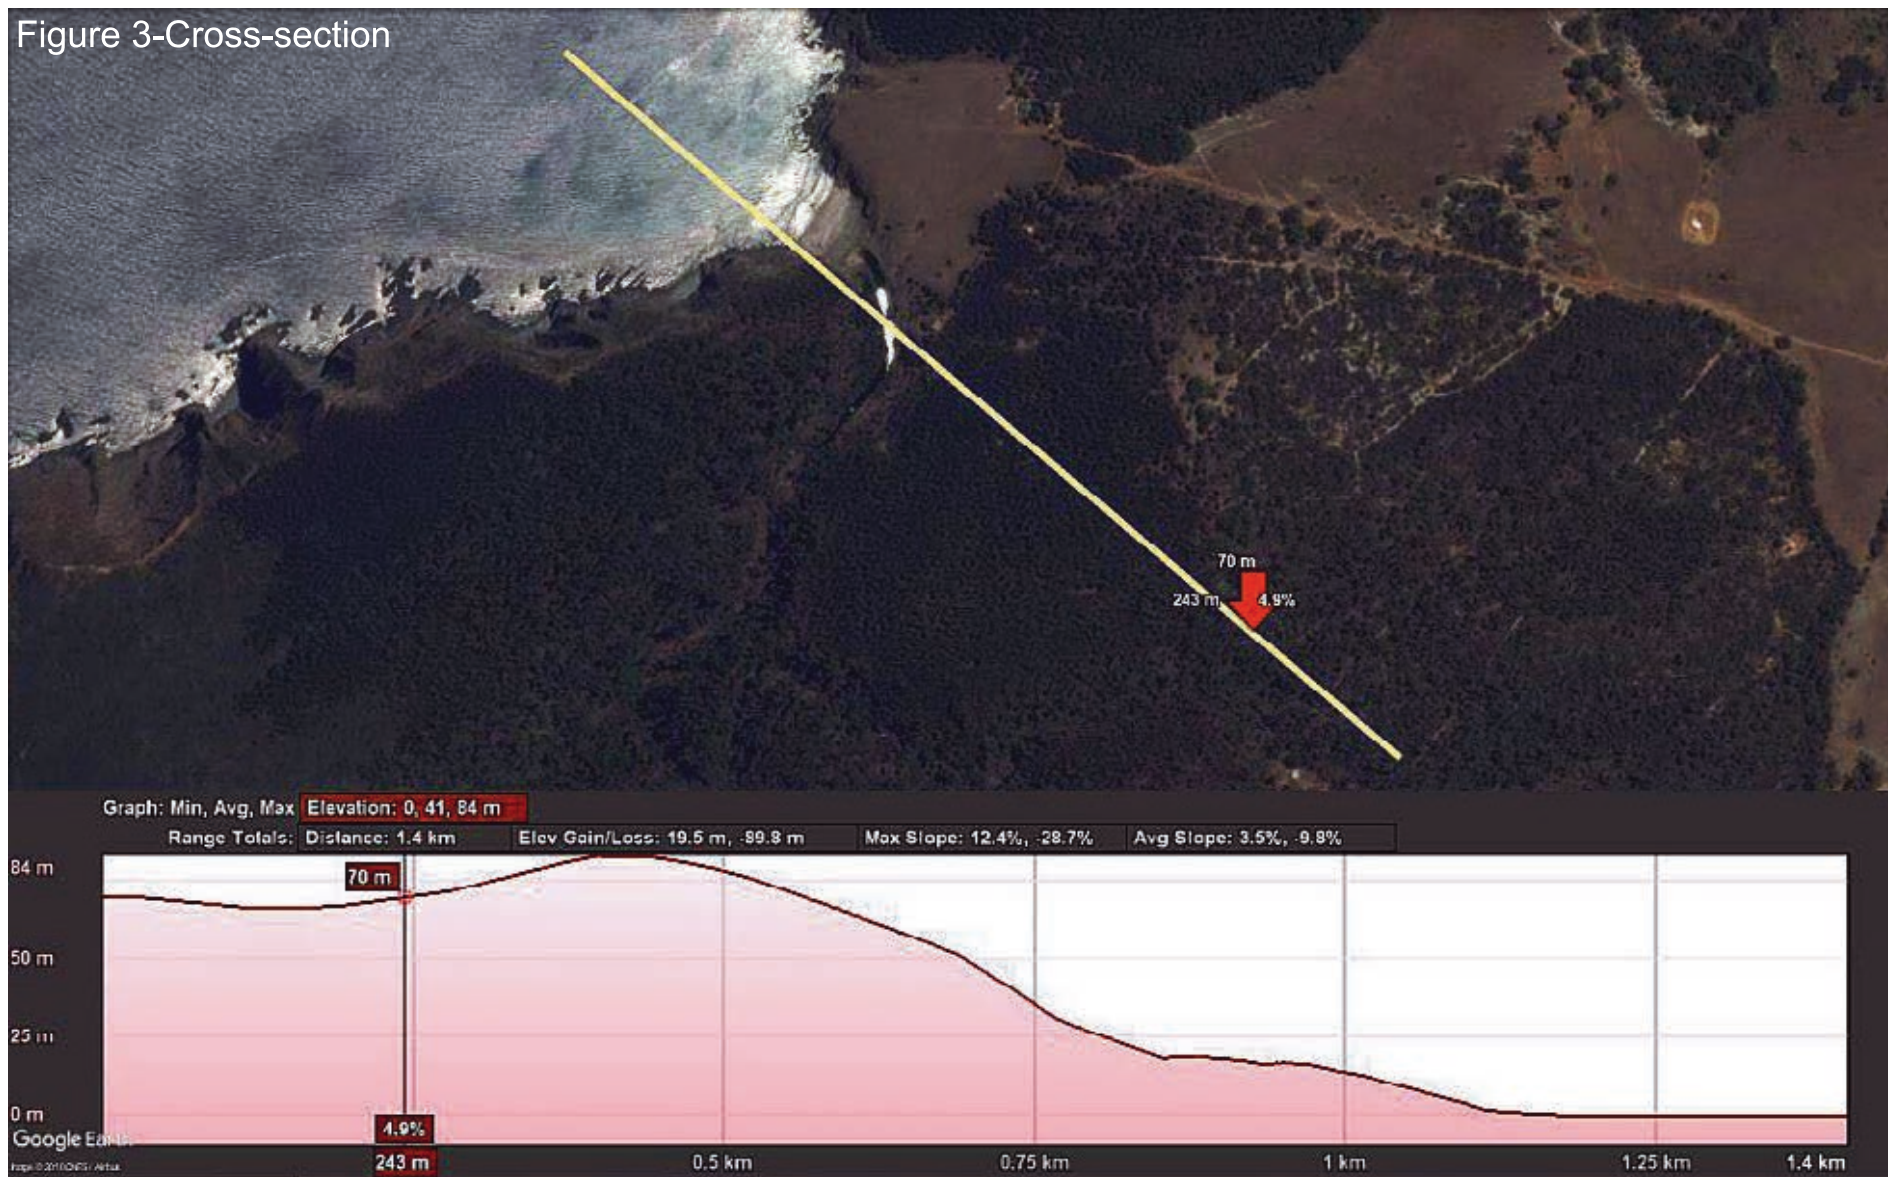 Figure 3-Cross-section
70 m
243 m 4.9%
Graph: Min, Avg, Max Elevation: 0, 41, 84 m
Range Totals: Distance: 1.4 km Elev Gain/Loss: 19.5 m, -89.8 m Max Slope: 12.4%, -28.7% Avg Slope: 3.5%, -9.8%
84 m
70 m
50 m
25 m
0 m
4.9%
Google Earth
243 m 0.5 km 0.75 km 1 km 1.25 km 1.4 km